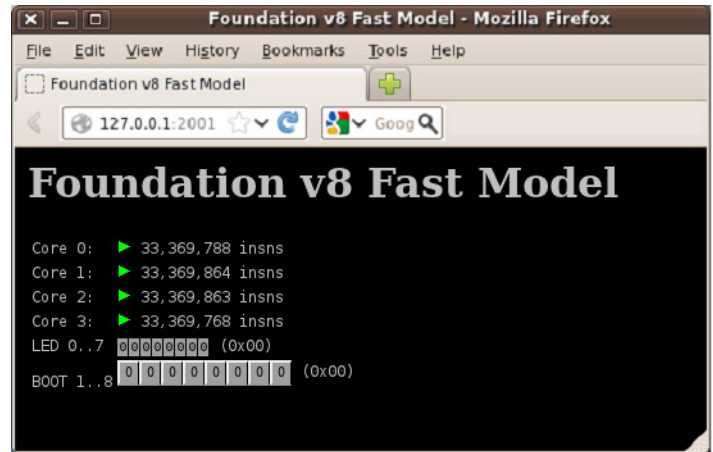 Foundation v8 Fast Model - Mozilla Firefox
File Edit View History Bookmarks Tools Help
Foundation v8 Fast Model
127.0.0.1:2001 Goog
Foundation v8 Fast Model
Core 0: 33,369,788 insns
Core 1: 33,369,864 insns
Core 2: 33,369,863 insns
Core 3: 33,369,768 insns
LED 0..7 00000000 (0x00)
BOOT 1..8 0 0 0 0 0 0 0 0 (0x00)